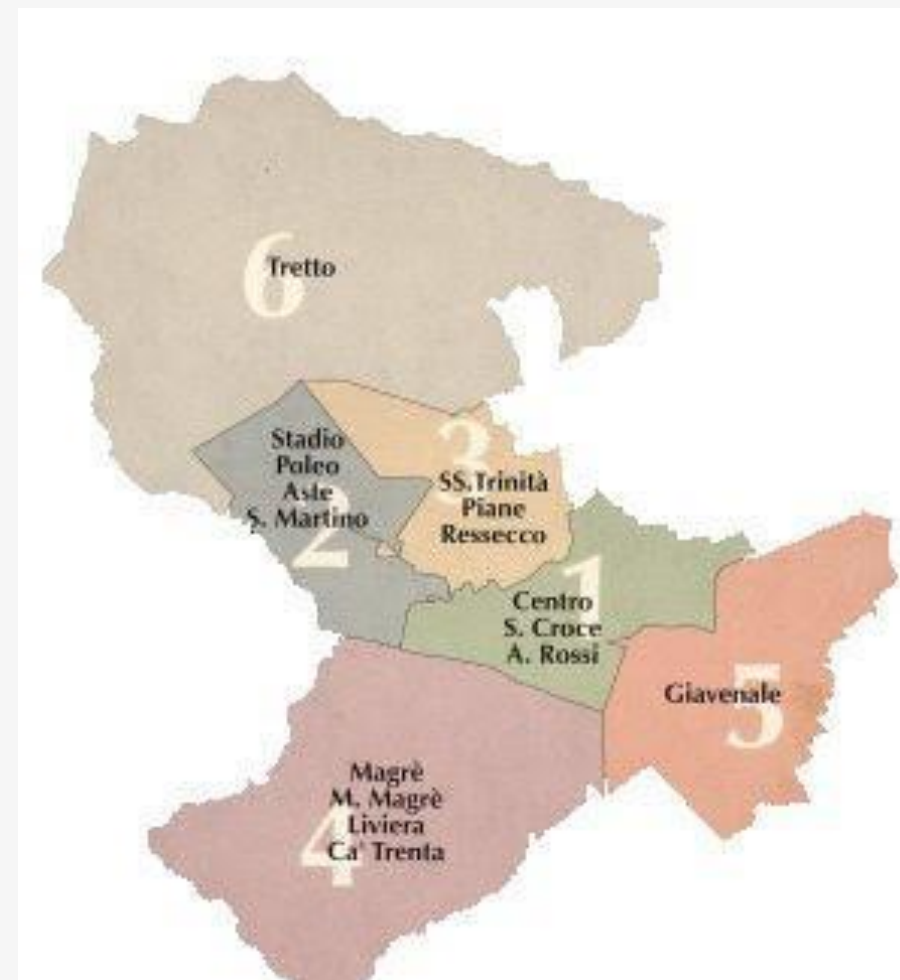 6
Tretto
3
SS.Trinità
Piane
Ressecco
2
Stadio
Poleo
Aste
S. Martino
1
Centro
S. Croce
A. Rossi
5
Giavenale
4
Magrè
M. Magrè
Liviera
Ca' Trenta